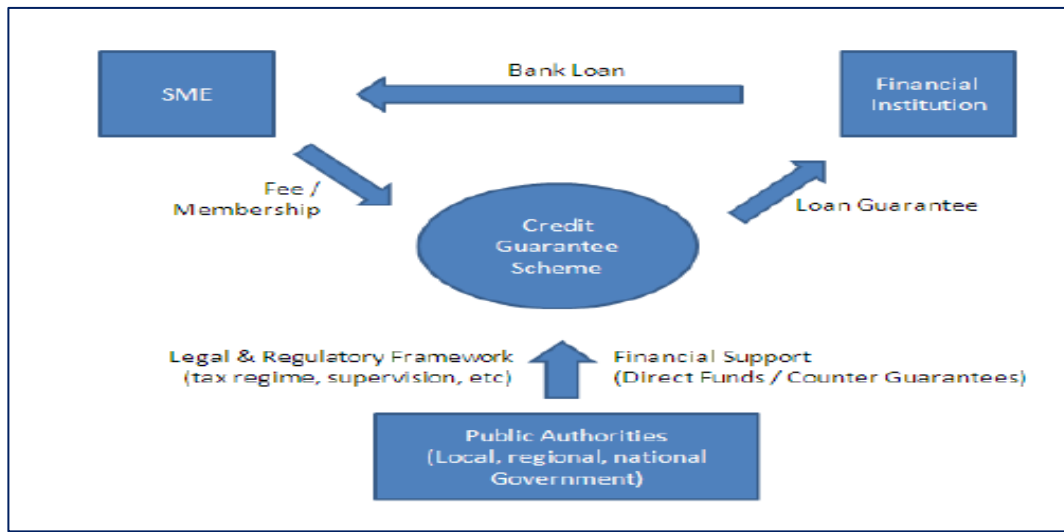 Bank Loan
SME
Financial
Institution
Fee /
Membership
Loan Guarantee
Credit
Guarantee
Scheme
Legal & Regulatory Framework
(tax regime, supervision, etc)
Financial Support
(Direct Funds / Counter Guarantees)
Public Authorities
(Local, regional, national
Government)